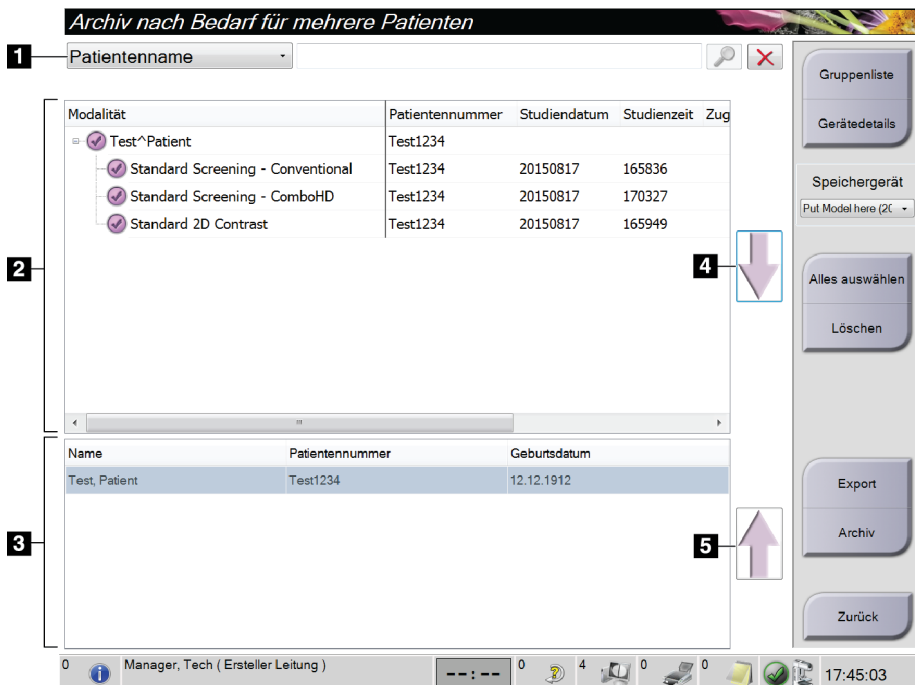 Archiv nach Bedarf für mehrere Patienten
1 Patientenname
Gruppenliste
Gerätedetails
Speichergerät
Put Model here (20
Alles auswählen
Löschen
Export
Archiv
Zurück
2
Modalität Patientennummer Studiendatum Studienzeit Zug
Test^Patient Test1234
Standard Screening - Conventional Test1234 20150817 165836
Standard Screening - ComboHD Test1234 20150817 170327
Standard 2D Contrast Test1234 20150817 165949
4
3
Name Patientennummer Geburtsdatum
Test, Patient Test1234 12.12.1912
5
0 Manager, Tech ( Ersteller Leitung ) --:-- 0 4 0 0 17:45:03